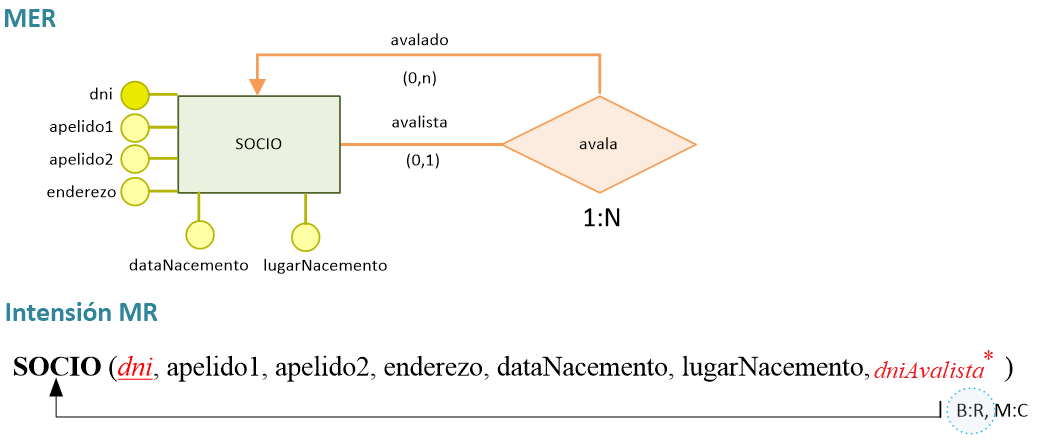 MER
avalado
(0,n)
dni
apelido1
avalista
SOCIO
avala
apelido2
(0,1)
enderezo
1:N
dataNacemento
lugarNacemento
Intensión MR
SOCIO (dni, apelido1, apelido2, enderezo, dataNacemento, lugarNacemento, dniAvalista* )
B:R, M:C